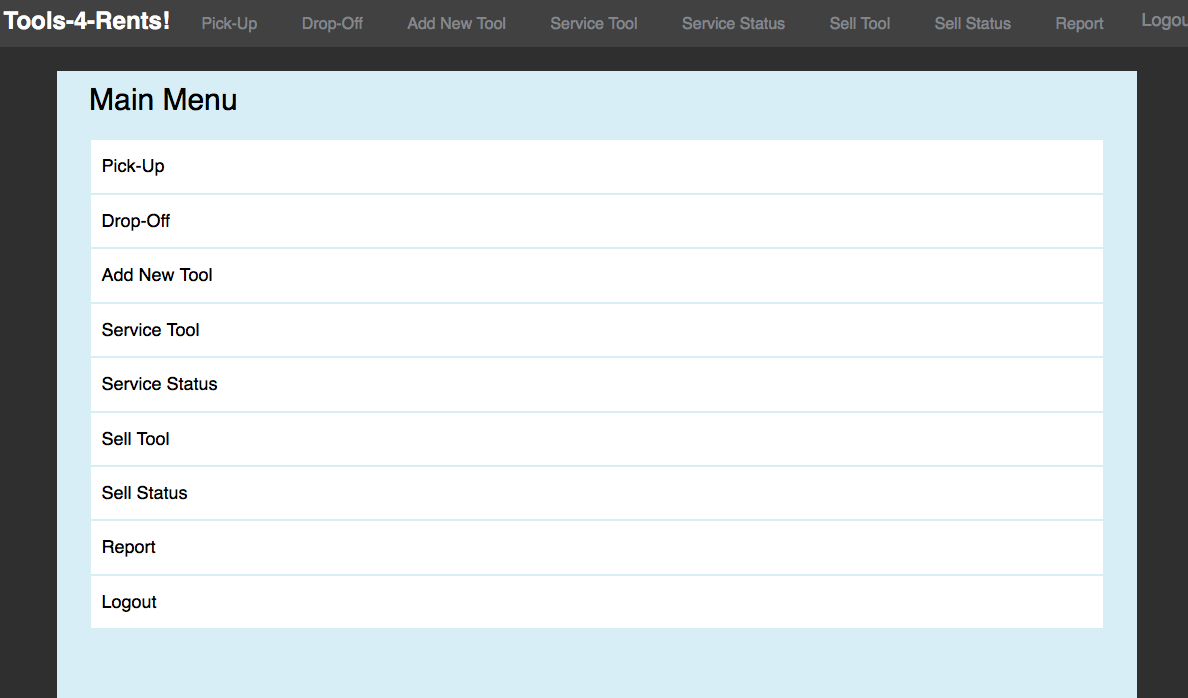 Tools-4-Rents! Pick-Up Drop-Off Add New Tool Service Tool Service Status Sell Tool Sell Status Report Logou
Main Menu
Pick-Up
Drop-Off
Add New Tool
Service Tool
Service Status
Sell Tool
Sell Status
Report
Logout